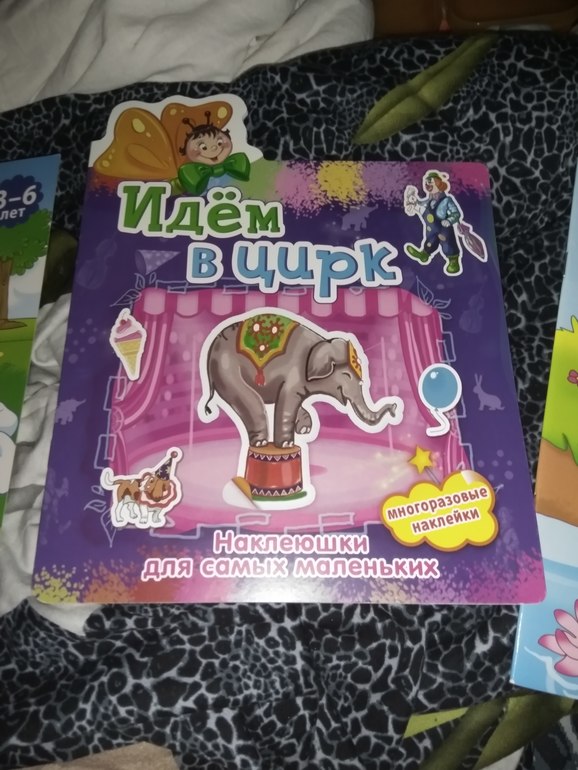 3-6
лет
Идём
в цирк
многоразовые
наклейки
Наклеюшки
для самых маленьких